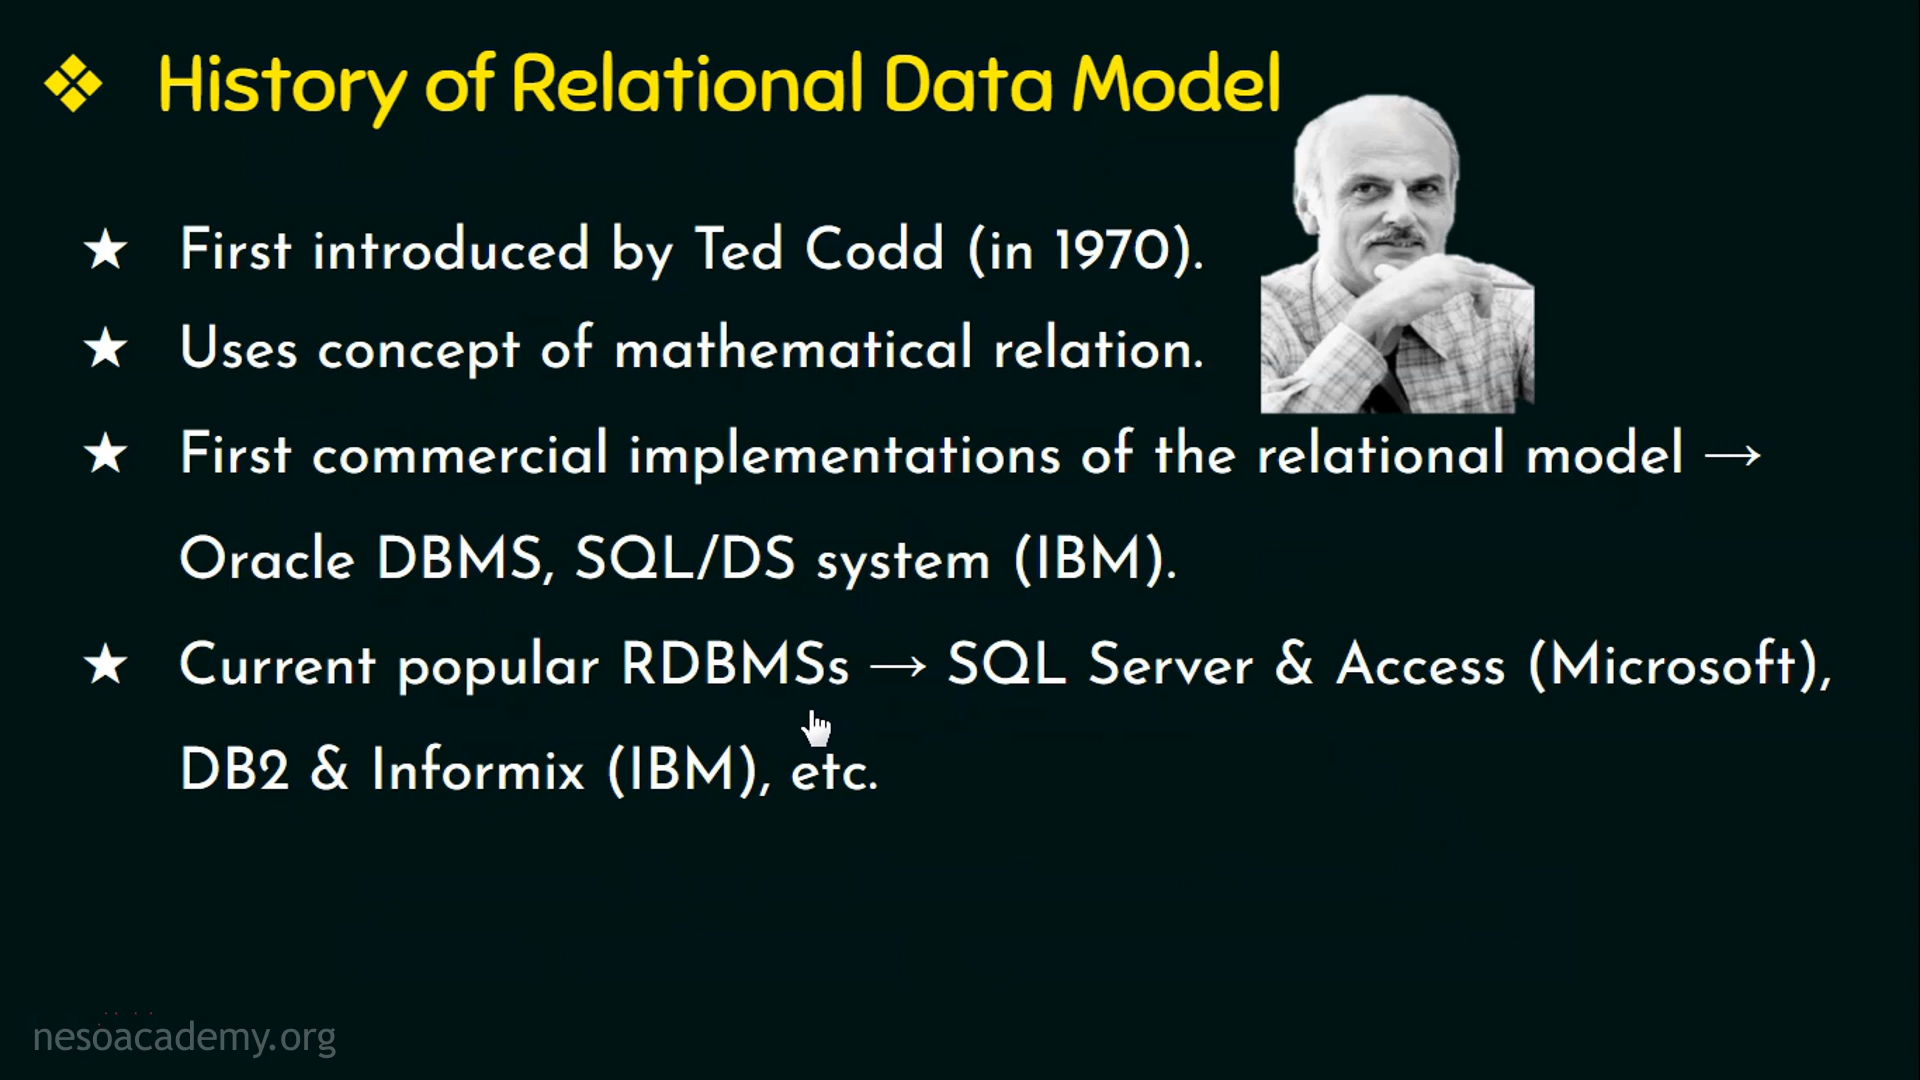 ❖ History of Relational Data Model
★ First introduced by Ted Codd (in 1970).
★ Uses concept of mathematical relation.
★ First commercial implementations of the relational model →
Oracle DBMS, SQL/DS system (IBM).
★ Current popular RDBMSs → SQL Server & Access (Microsoft),
DB2 & Informix (IBM), etc.
nesoacademy.org